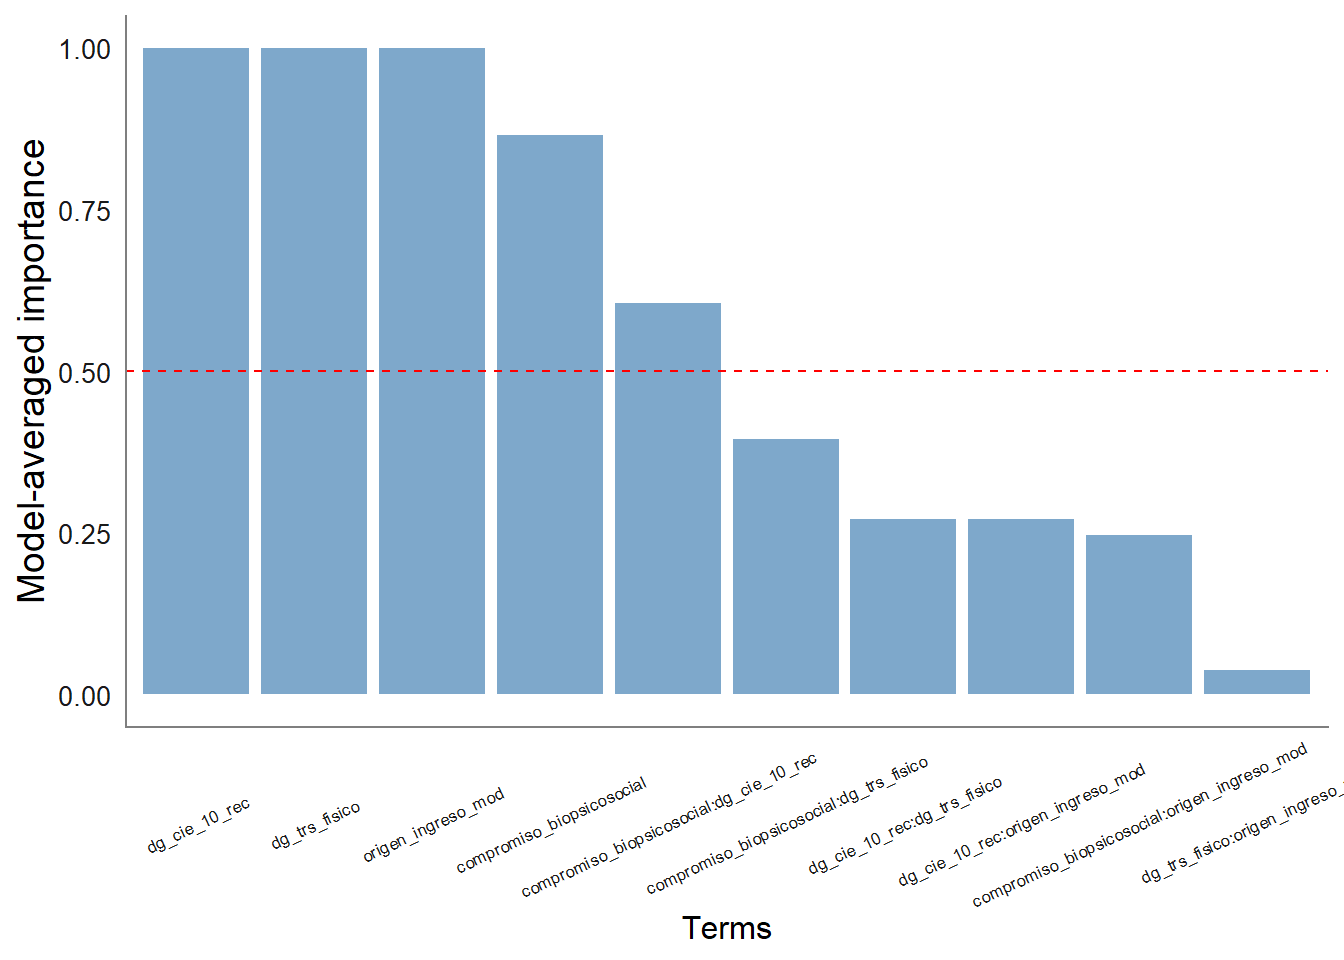 Model-averaged importance
1.00
0.75
0.50
0.25
0.00
dg_cie_10_rec
dg_trs_fisico
origen_ingreso_mod
compromiso_biopsicosocial
compromiso_biopsicosocial:dg_cie_10_rec
compromiso_biopsicosocial:dg_trs_fisico
dg_cie_10_rec:dg_trs_fisico
dg_cie_10_rec:origen_ingreso_mod
compromiso_biopsicosocial:origen_ingreso_mod
dg_trs_fisico:origen_ingreso_
Terms